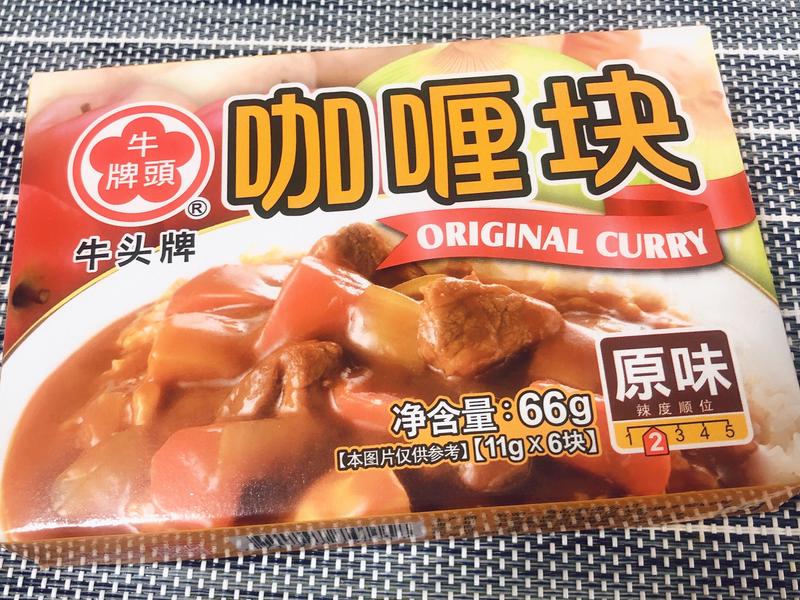 牛
牌頭
®
牛头牌
咖喱块
ORIGINAL CURRY
原味
辣度顺位
1 2 3 4 5
净含量：66g
【本图片仅供参考】【11g×6块】